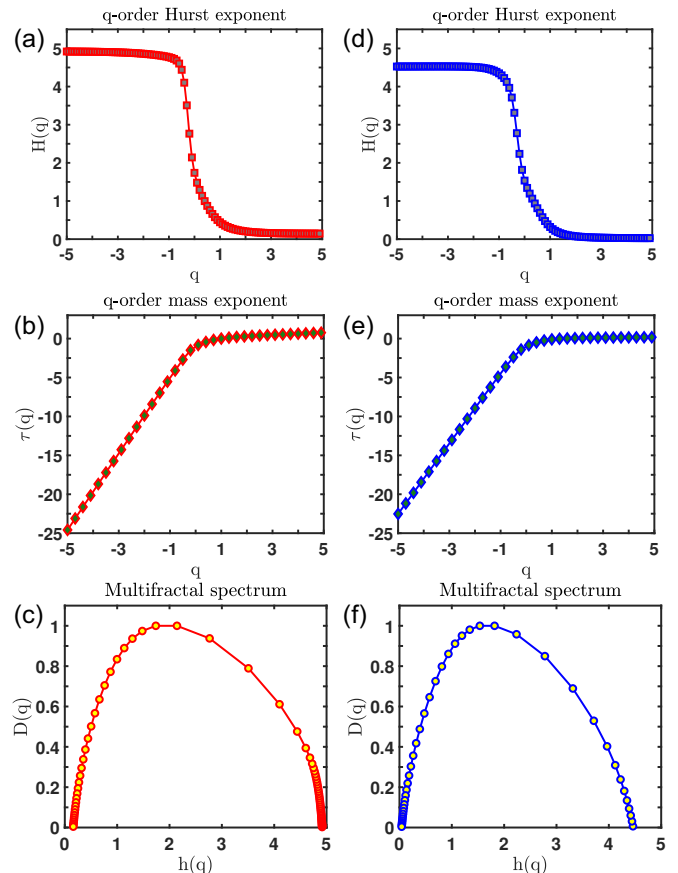 (a) q-order Hurst exponent
H(q)
5
4
3
2
1
0
-5 -3 -1 1 3 5
q
(d) q-order Hurst exponent
H(q)
5
4
3
2
1
0
-5 -3 -1 1 3 5
q
(b) q-order mass exponent
τ(q)
0
-5
-10
-15
-20
-25
-5 -3 -1 1 3 5
q
(e) q-order mass exponent
τ(q)
0
-5
-10
-15
-20
-25
-5 -3 -1 1 3 5
q
(c) Multifractal spectrum
D(q)
1
0.8
0.6
0.4
0.2
0
0 1 2 3 4 5
h(q)
(f) Multifractal spectrum
D(q)
1
0.8
0.6
0.4
0.2
0
0 1 2 3 4 5
h(q)